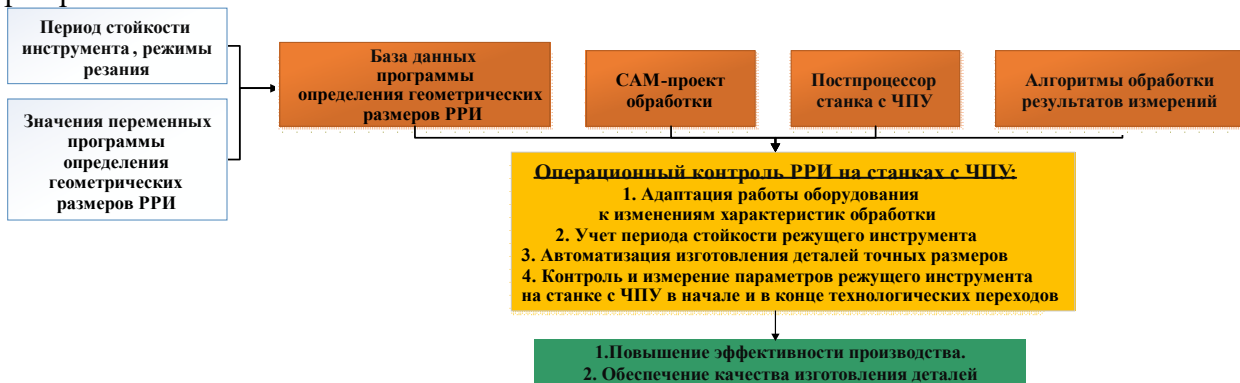 Период стойкости
инструмента , режимы
резания
Значения переменных
программы
определения
геометрических
размеров РРИ
База данных
программы
определения геометрических
размеров РРИ
САМ-проект
обработки
Постпроцессор
станка с ЧПУ
Алгоритмы обработки
результатов измерений
Операционный контроль РРИ на станках с ЧПУ:
1. Адаптация работы оборудования
к изменениям характеристик обработки
2. Учет периода стойкости режущего инструмента
3. Автоматизация изготовления деталей точных размеров
4. Контроль и измерение параметров режущего инструмента
на станке с ЧПУ в начале и в конце технологических переходов
1.Повышение эффективности производства.
2. Обеспечение качества изготовления деталей